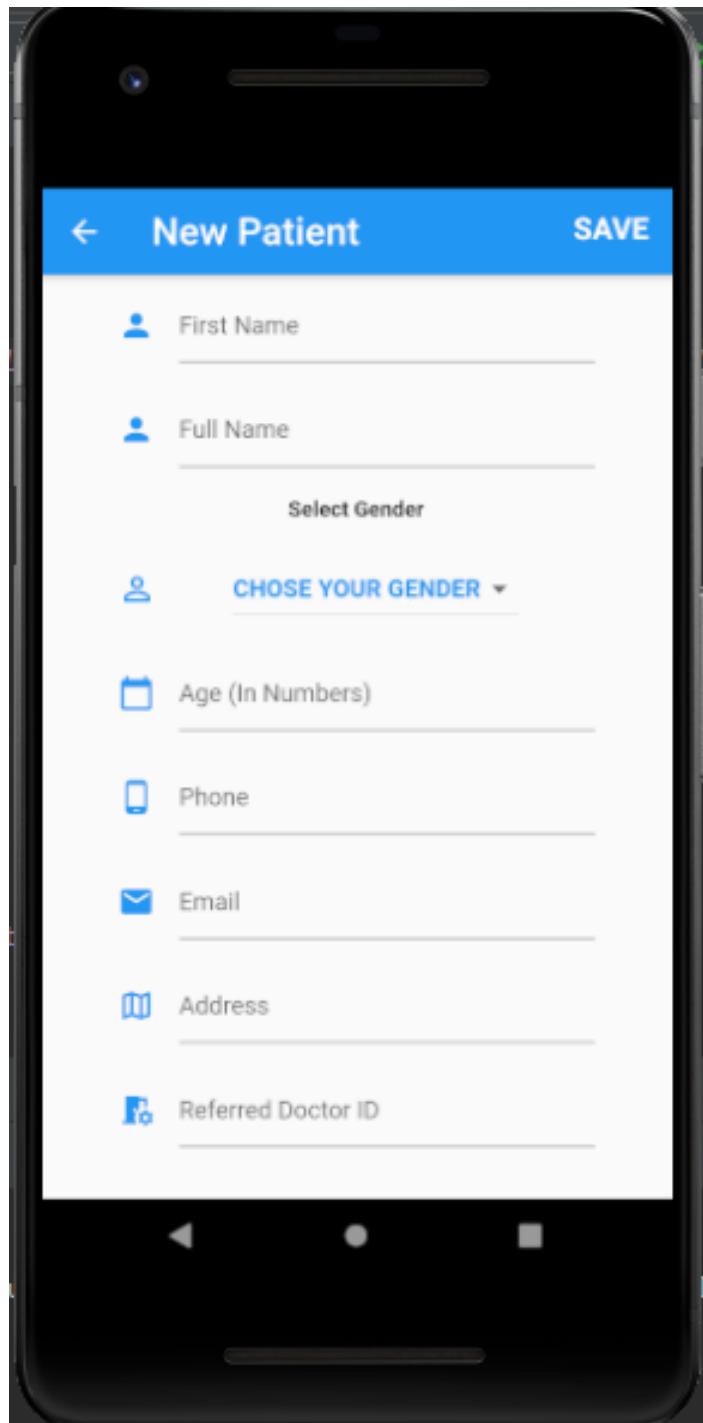 New Patient
SAVE
First Name
Full Name
Select Gender
CHOSE YOUR GENDER
Age (In Numbers)
Phone
Email
Address
Referred Doctor ID